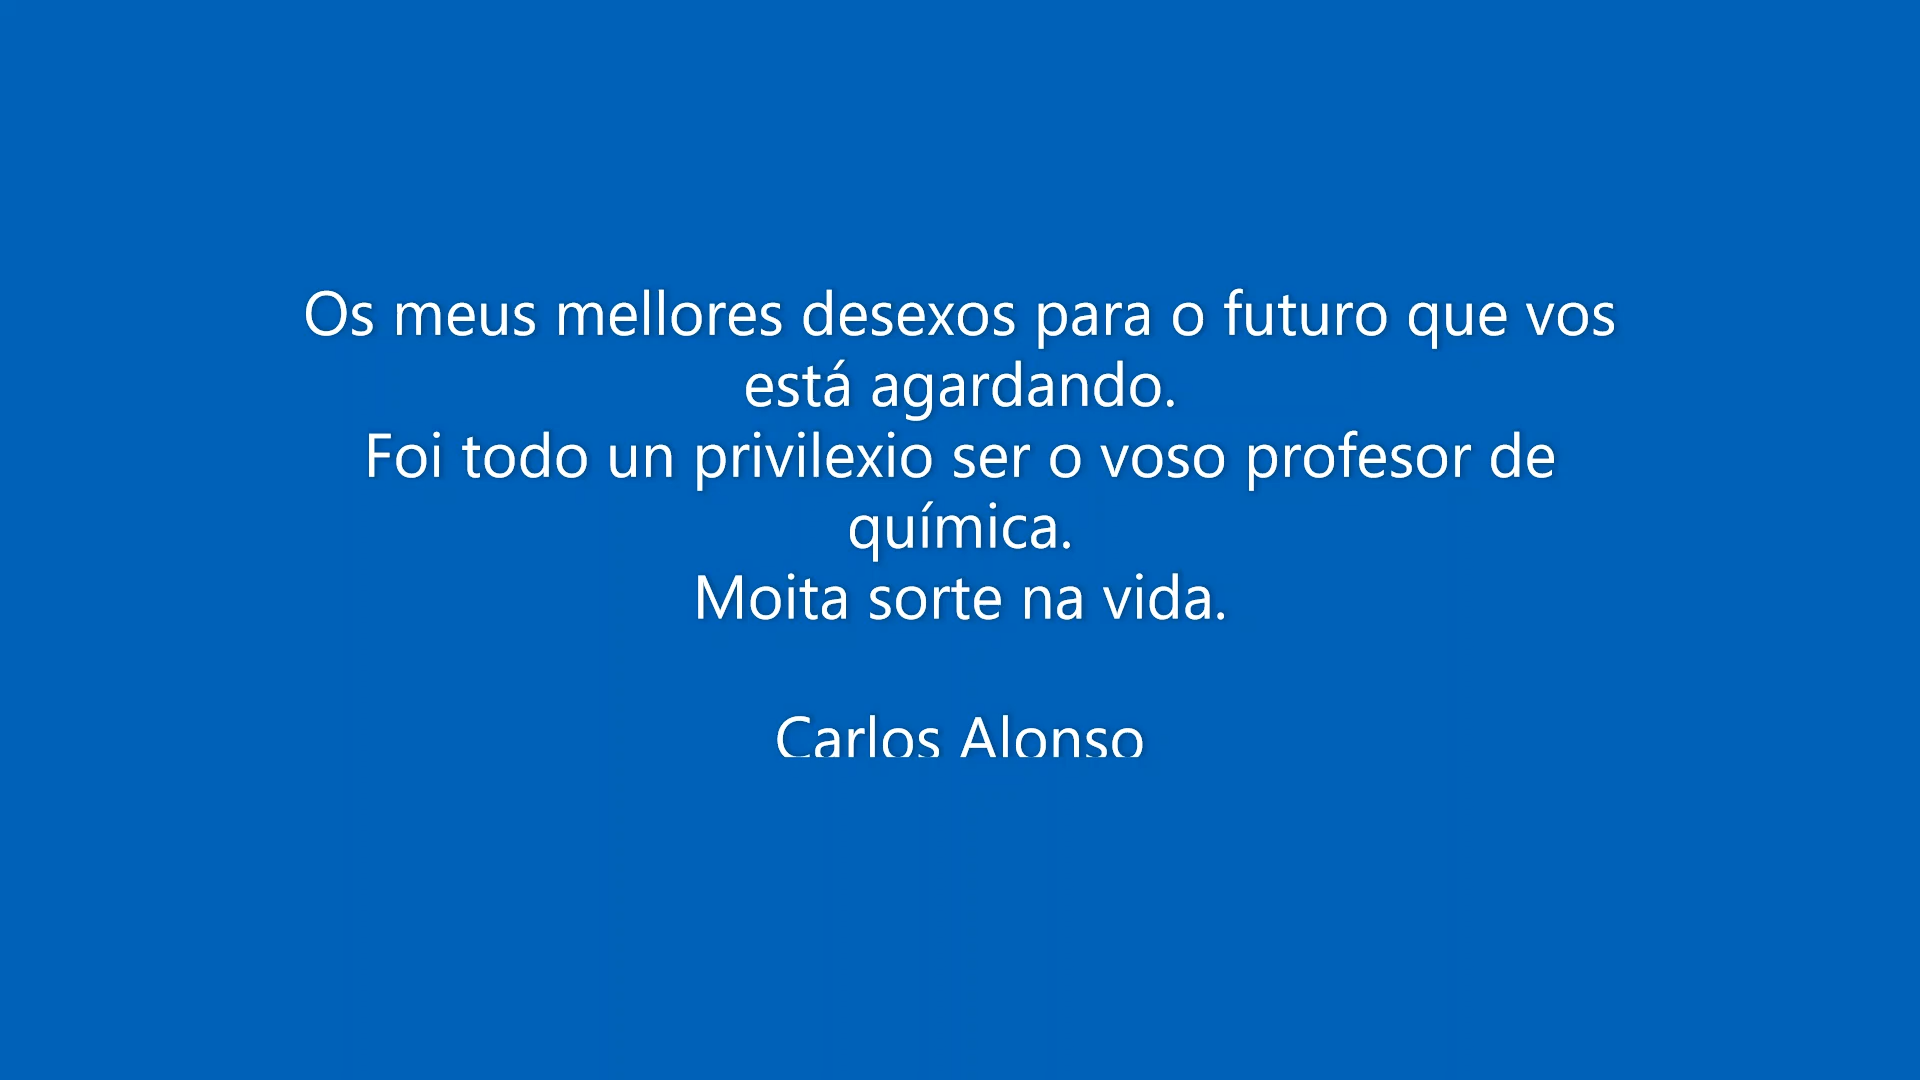 Os meus mellores desexos para o futuro que vos
está agardando.
Foi todo un privilexio ser o voso profesor de
química.
Moita sorte na vida.
Carlos Alonso